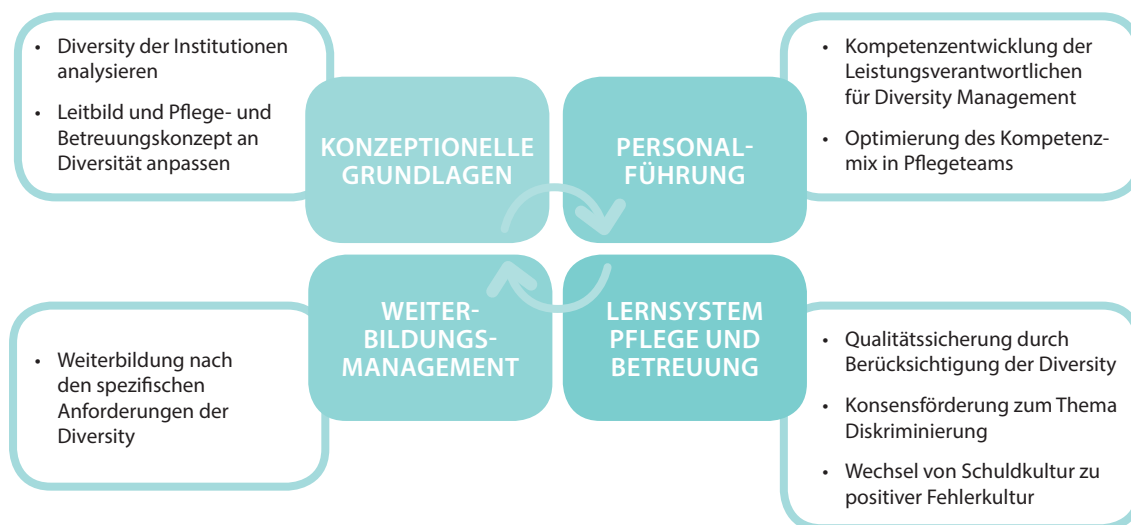 • Diversity der Institutionen
analysieren
• Leitbild und Pflege- und
Betreuungskonzept an
Diversität anpassen
KONZEPTIONELLE
GRUNDLAGEN
PERSONAL-
FÜHRUNG
• Kompetenzentwicklung der
Leistungsverantwortlichen
für Diversity Management
• Optimierung des Kompetenz-
mix in Pflegeteams
• Weiterbildung nach
den spezifischen
Anforderungen der
Diversity
WEITER-
BILDUNGS-
MANAGEMENT
LERNSYSTEM
PFLEGE UND
BETREUUNG
• Qualitätssicherung durch
Berücksichtigung der Diversity
• Konsensförderung zum Thema
Diskriminierung
• Wechsel von Schuldkultur zu
positiver Fehlerkultur